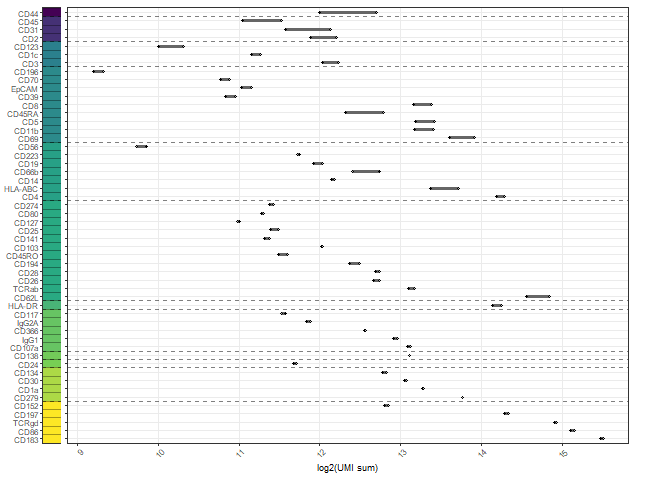 CD44
CD45
CD31
CD2
CD123
CD1c
CD3
CD196
CD70
EpCAM
CD39
CD8
CD45RA
CD5
CD11b
CD69
CD56
CD223
CD19
CD66b
CD14
HLA-ABC
CD4
CD274
CD80
CD127
CD25
CD141
CD103
CD45RO
CD194
CD28
CD26
TCRab
CD62L
HLA-DR
CD117
IgG2A
CD366
IgG1
CD107a
CD138
CD24
CD134
CD30
CD1a
CD279
CD152
CD197
TCRgd
CD86
CD183
9 10 11 12 13 14 15
log2(UMI sum)